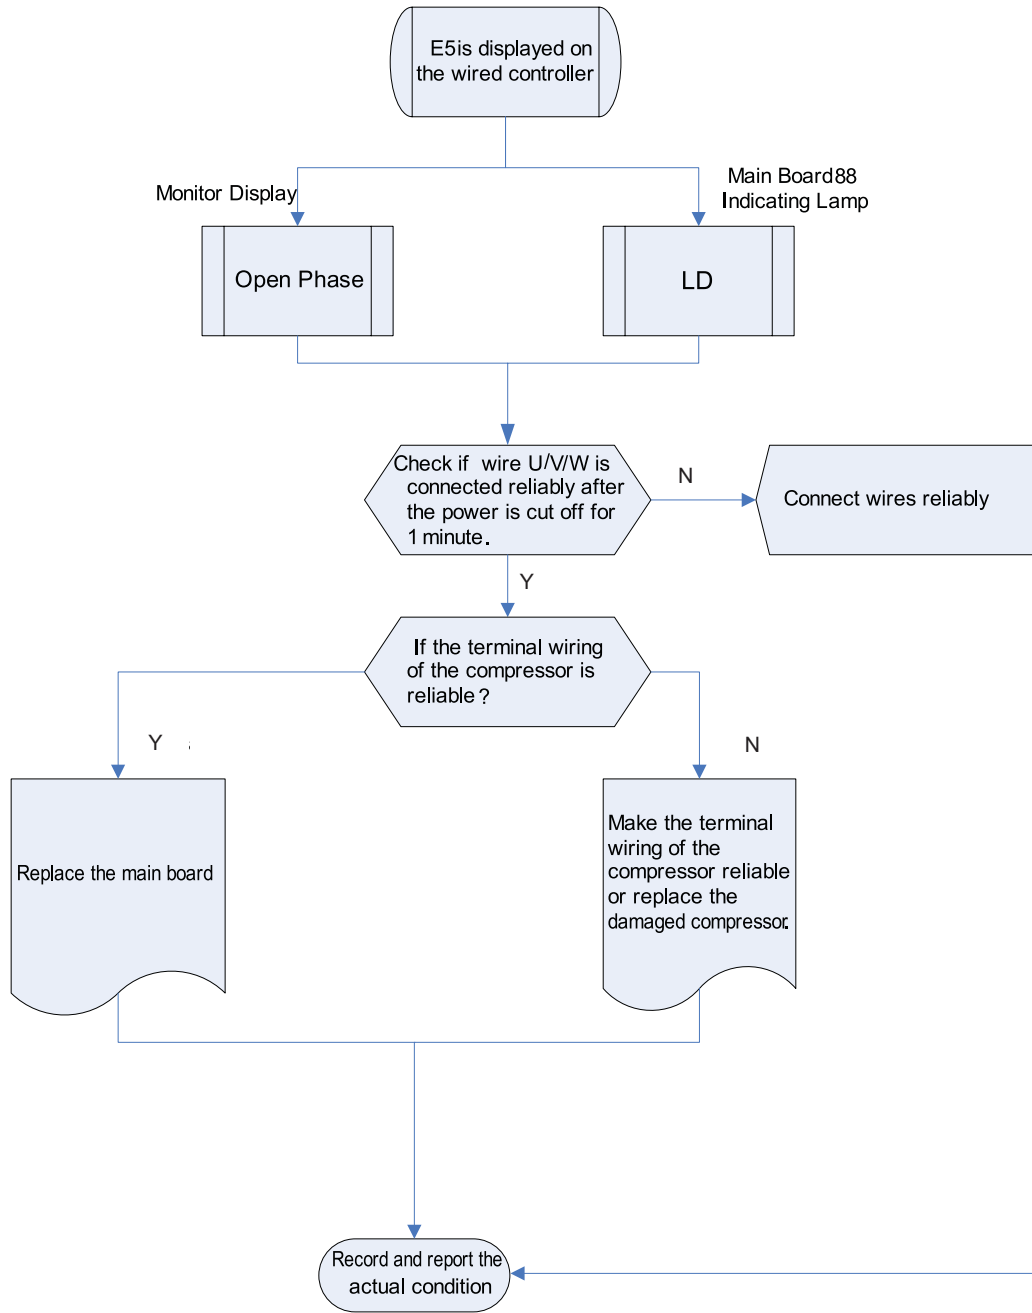 E5 is displayed on
the wired controller
Monitor Display
Main Board88
Indicating Lamp
Open Phase
LD
Check if wire U/V/W is
connected reliably after
the power is cut off for
1 minute.
N
Connect wires reliably
Y
If the terminal wiring
of the compressor is
reliable?
Y
N
Replace the main board
Make the terminal
wiring of the
compressor reliable
or replace the
damaged compressor.
Record and report the
actual condition